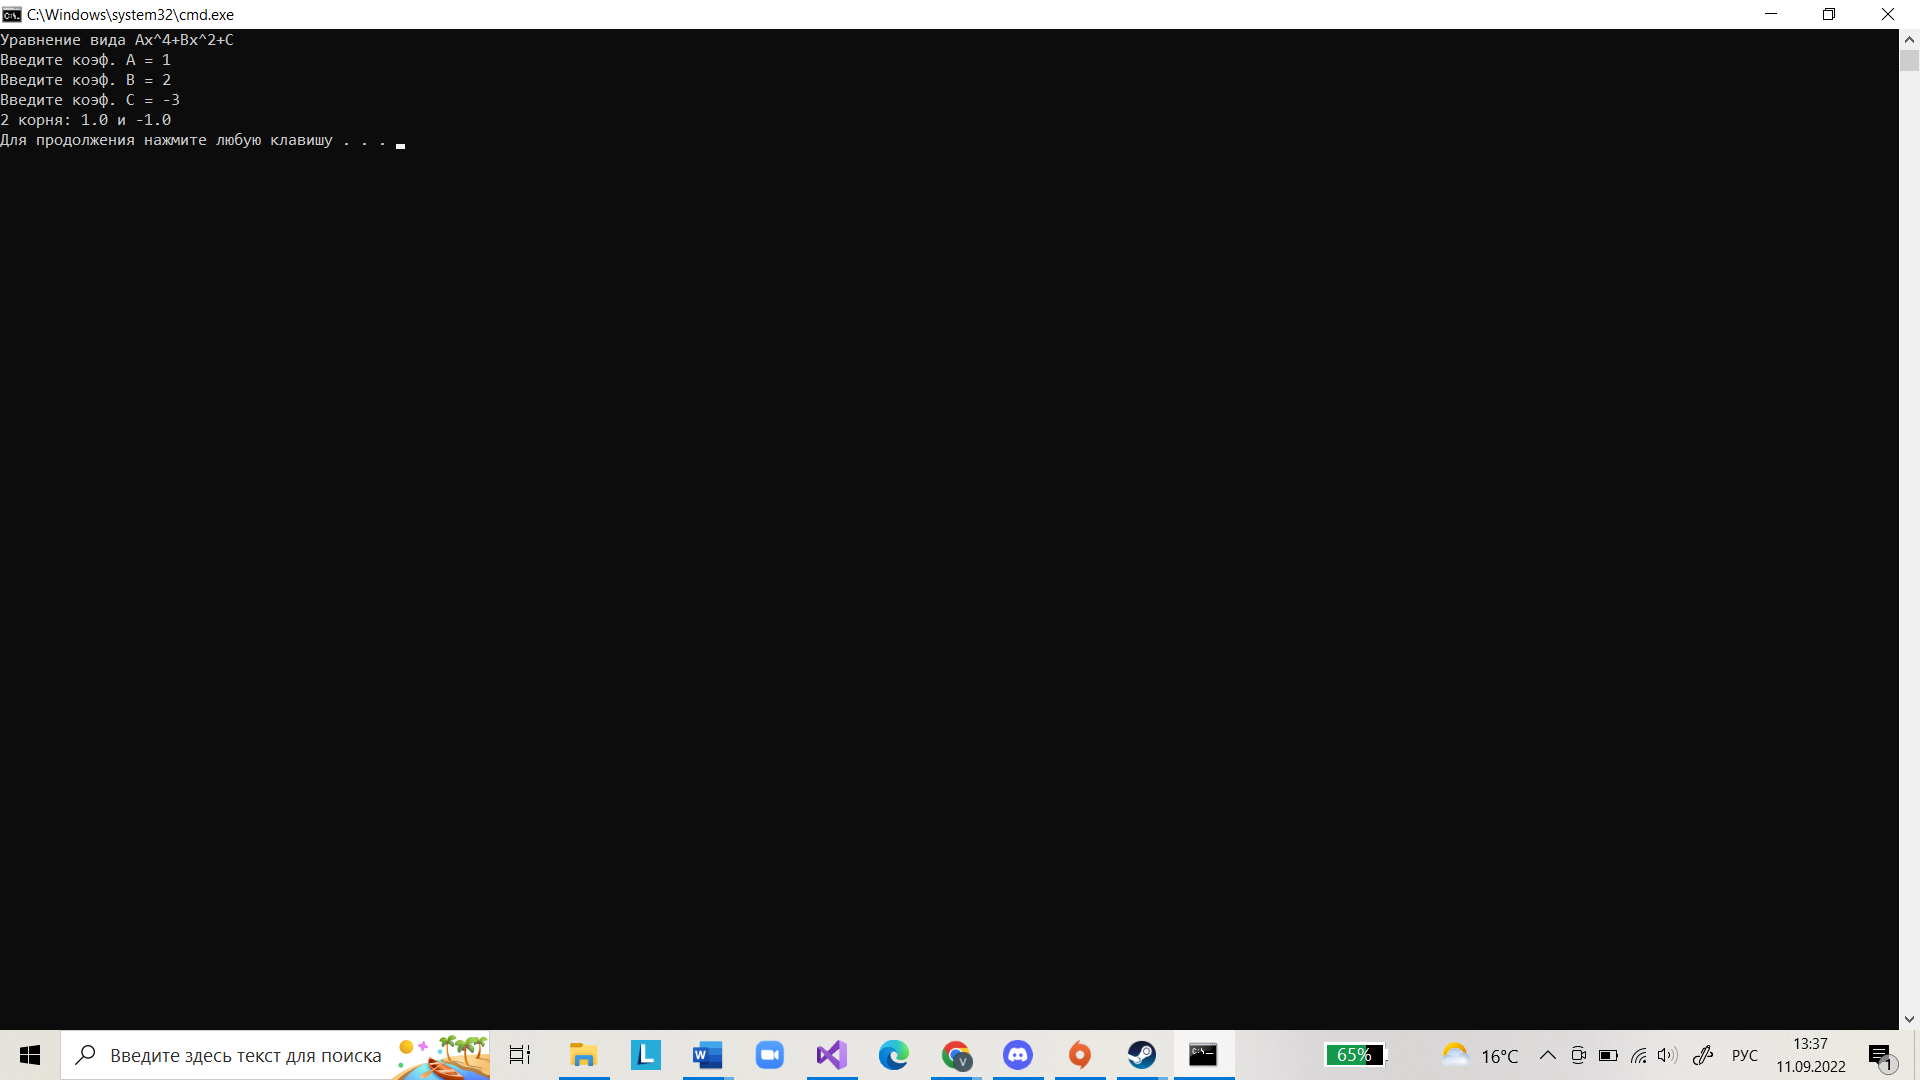 C:\Windows\system32\cmd.exe
Уравнение вида Ax^4+Bx^2+C
Введите коэф. A = 1
Введите коэф. B = 2
Введите коэф. C = -3
2 корня: 1.0 и -1.0
Для продолжения нажмите любую клавишу . . .
Введите здесь текст для поиска
65%
16°C
РУС
13:37
11.09.2022
1